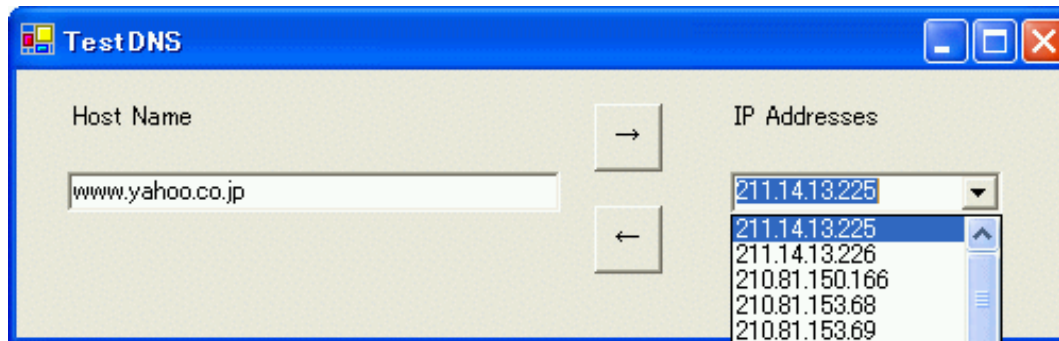 TestDNS
Host Name
→
IP Addresses
www.yahoo.co.jp
211.14.13.225
←
211.14.13.225
211.14.13.226
210.81.150.166
210.81.153.68
210.81.153.69